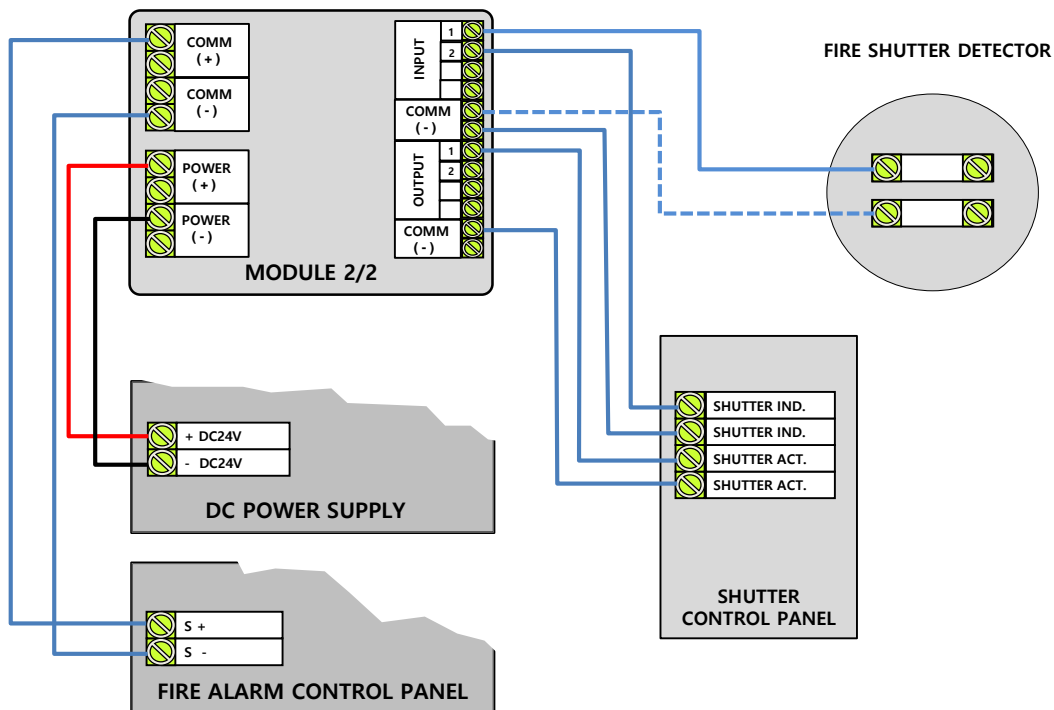 COMM
(+)
COMM
(-)
POWER
(+)
POWER
(-)
INPUT
1
2
COMM
(-)
OUTPUT
1
2
COMM
(-)
MODULE 2/2
FIRE SHUTTER DETECTOR
+ DC24V
- DC24V
DC POWER SUPPLY
SHUTTER IND.
SHUTTER IND.
SHUTTER ACT.
SHUTTER ACT.
SHUTTER
CONTROL PANEL
S +
S -
FIRE ALARM CONTROL PANEL